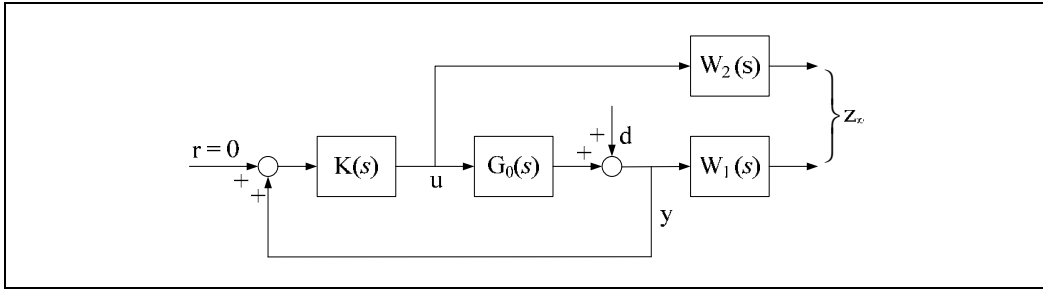 W₂(s)
z∞
+
d
r = 0
K(s)
G₀(s)
+
W₁(s)
+
+
u
y